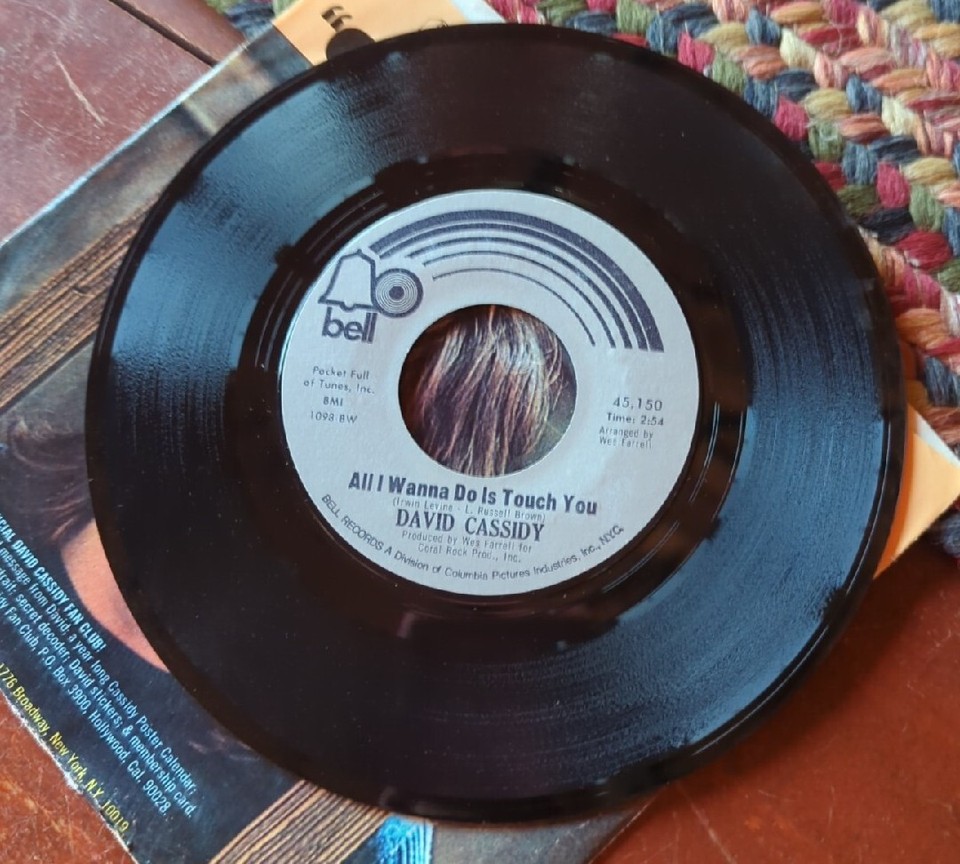 bell
Pocket Full
of Tunes, Inc.
BMI
1093 BW
45,150
Time: 2:54
Arranged by
Wes Farrell
All I Wanna Do Is Touch You
(Irwin Levine - L. Russell Brown)
DAVID CASSIDY
Produced by Wes Farrell for
Coral Rock Prod., Inc.
BELL RECORDS A Division of Columbia Pictures Industries, Inc., N.Y.C.
CIAL DAVID CASSIDY FAN CLUB!
message from David; a year long Cassidy Poster Calendar;
trait; secret decoder; David stickers; & membership card.
dy Fan Club, P.O. Box 3900, Hollywood, Cal. 90028.
1776 Broadway, New York, N.Y. 10019